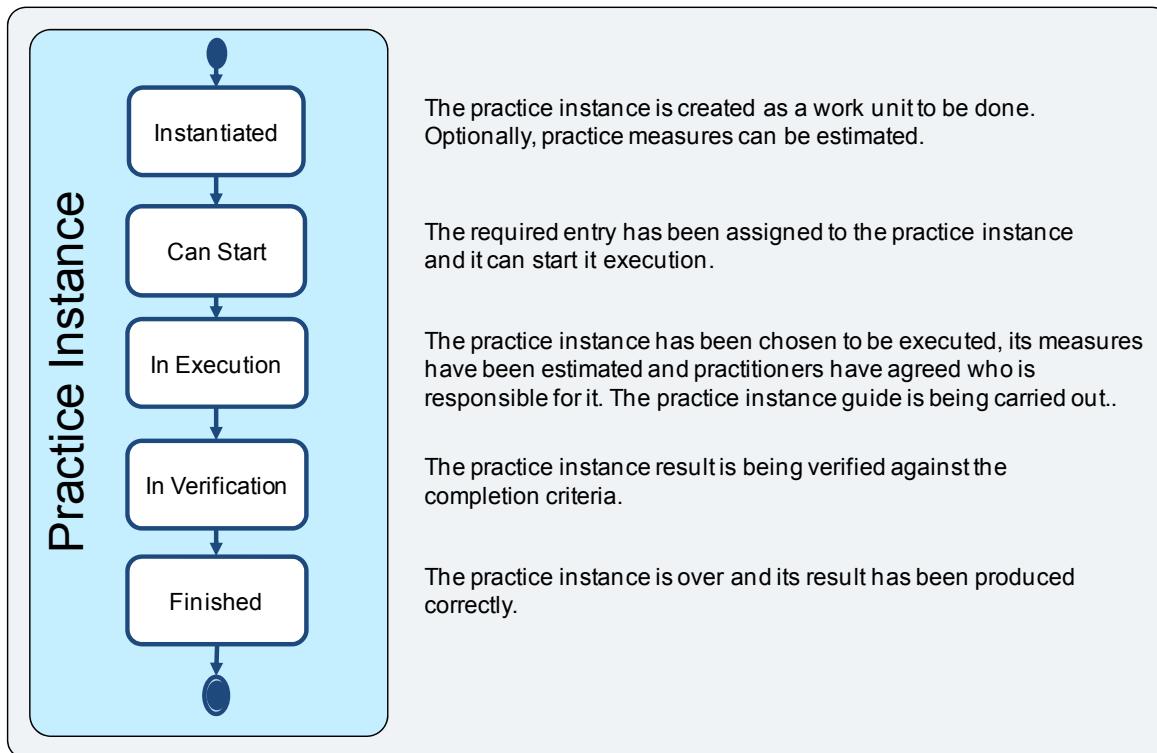 Practice Instance
Instantiated
The practice instance is created as a work unit to be done.
Optionally, practice measures can be estimated.
Can Start
The required entry has been assigned to the practice instance
and it can start it execution.
In Execution
The practice instance has been chosen to be executed, its measures
have been estimated and practitioners have agreed who is
responsible for it. The practice instance guide is being carried out..
In Verification
The practice instance result is being verified against the
completion criteria.
Finished
The practice instance is over and its result has been produced
correctly.